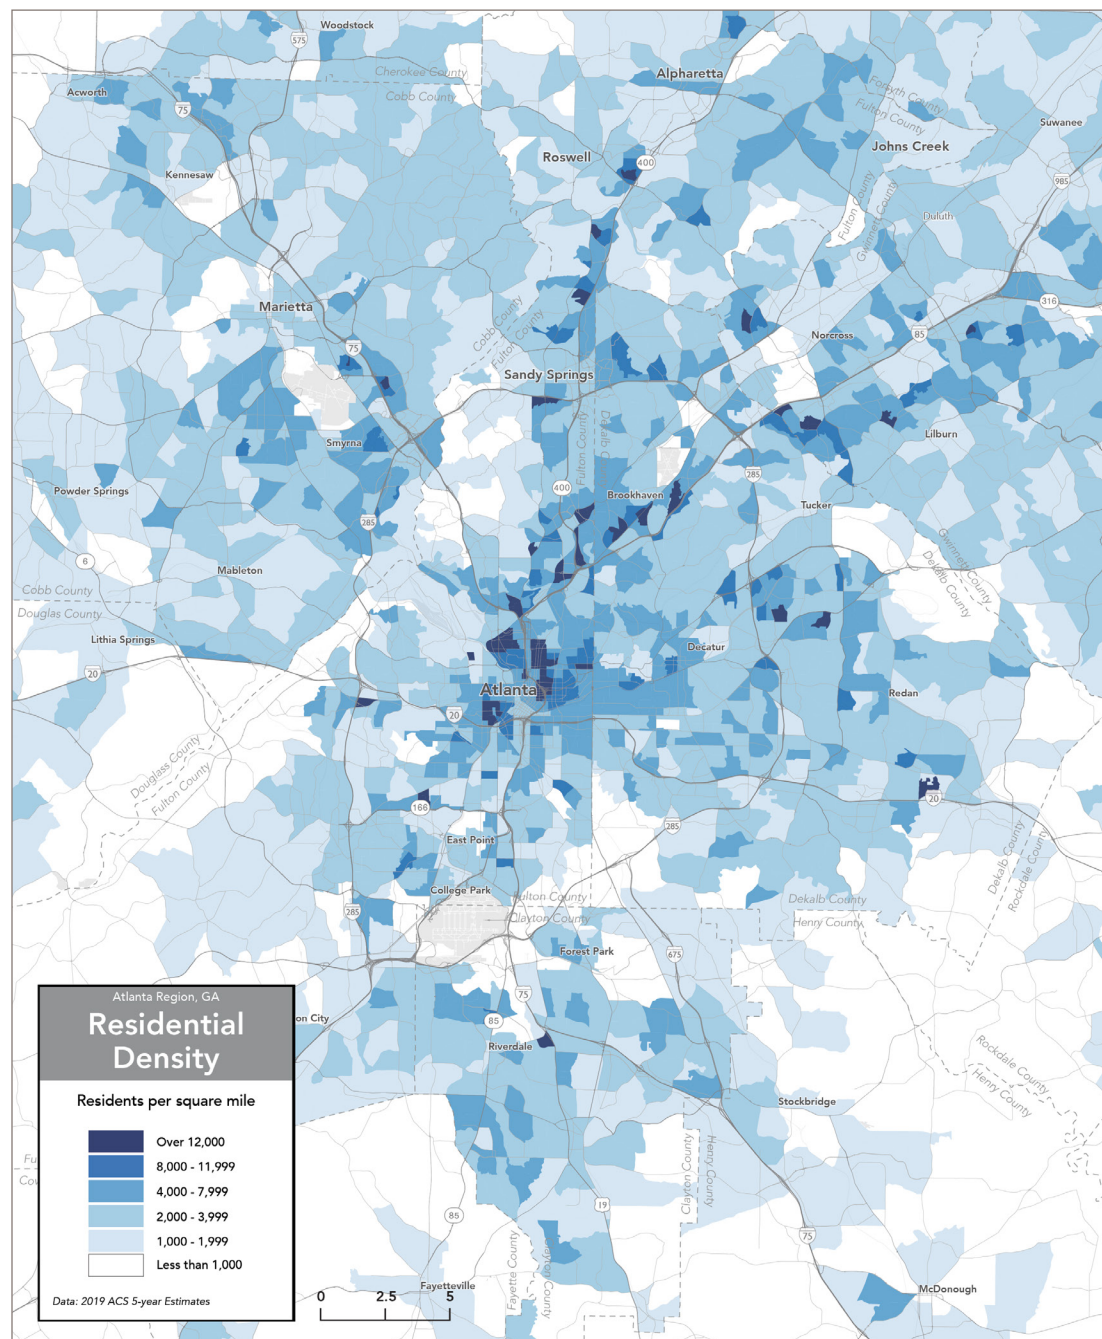 Woodstock
575
Cherokee County
Cobb County
Acworth
75
Alpharetta
Forsyth County
Fulton County
Suwanee
Johns Creek
Roswell
400
Kennesaw
985
Fulton County
Gwinnett County
Duluth
Marietta
316
Cobb County
Fulton County
75
Norcross
85
Sandy Springs
Fulton County
Dekalb C
Smyrna
Lilburn
285
Powder Springs
400
Brookhaven
Tucker
285
6
Mableton
Gwinnett County
Dekalb County
Cobb County
Douglas County
Lithia Springs
20
Decatur
Atlanta
Redan
20
Douglass County
Fulton County
166
20
285
East Point
Dekalb County
Rockdale County
College Park
Fulton County
Clayton County
285
Dekalb County
Henry County
Forest Park
675
75
85
on City
Riverdale
Rockdale County
Henry County
Stockbridge
Clayton County
Henry County
19
85
75
Fayette County
Clayton County
Fayetteville
McDonough
Fu
Cov
Atlanta Region, GA
Residential
Density
Residents per square mile
Over 12,000
8,000 - 11,999
4,000 - 7,999
2,000 - 3,999
1,000 - 1,999
Less than 1,000
Data: 2019 ACS 5-year Estimates
0 2.5 5